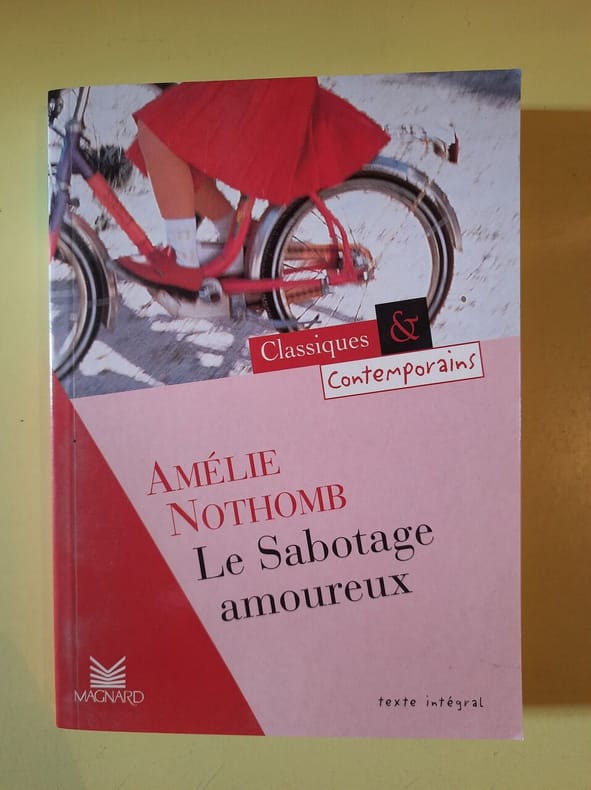 Classiques &
Contemporains
AMÉLIE
NOTHOMB
Le Sabotage
amoureux
MAGNARD
texte intégral